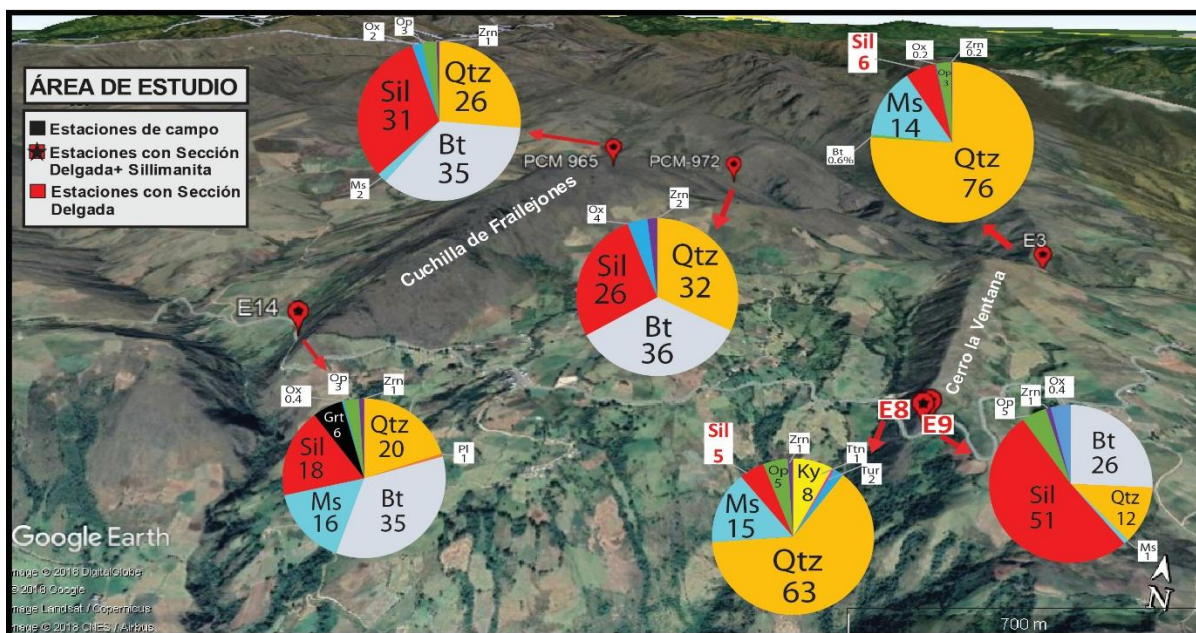 ÁREA DE ESTUDIO
Estaciones de campo
Estaciones con Sección
Delgada+ Sillimanita
Estaciones con Sección
Delgada
Ox
2
Op
3
Zrn
1
Sil
31
Qtz
26
Bt
35
Ms
2
PCM 965
PCM-972
Cuchilla de Frailejones
Ox
4
Zrn
2
Sil
26
Qtz
32
Bt
36
Sil
6
Ox
0.2
Op
3
Zrn
0.2
Ms
14
Bt
0.6%
Qtz
76
E3
Cerro la Ventana
E14
Ox
0.4
Op
3
Zrn
1
Grt
6
Qtz
20
Pl
1
Sil
18
Ms
16
Bt
35
E8
E9
Sil
5
Op
5
Zrn
1
Ky
8
Ttn
1
Tur
2
Ms
15
Qtz
63
Op
5
Zrn
1
Ox
0.4
Bt
26
Sil
51
Qtz
12
Ms
1
Google Earth
mage © 2018 DigitalGlobe
© 2018 Google
mage Landsat / Copernicus
mage © 2018 CNES / Airbus
N
700 m